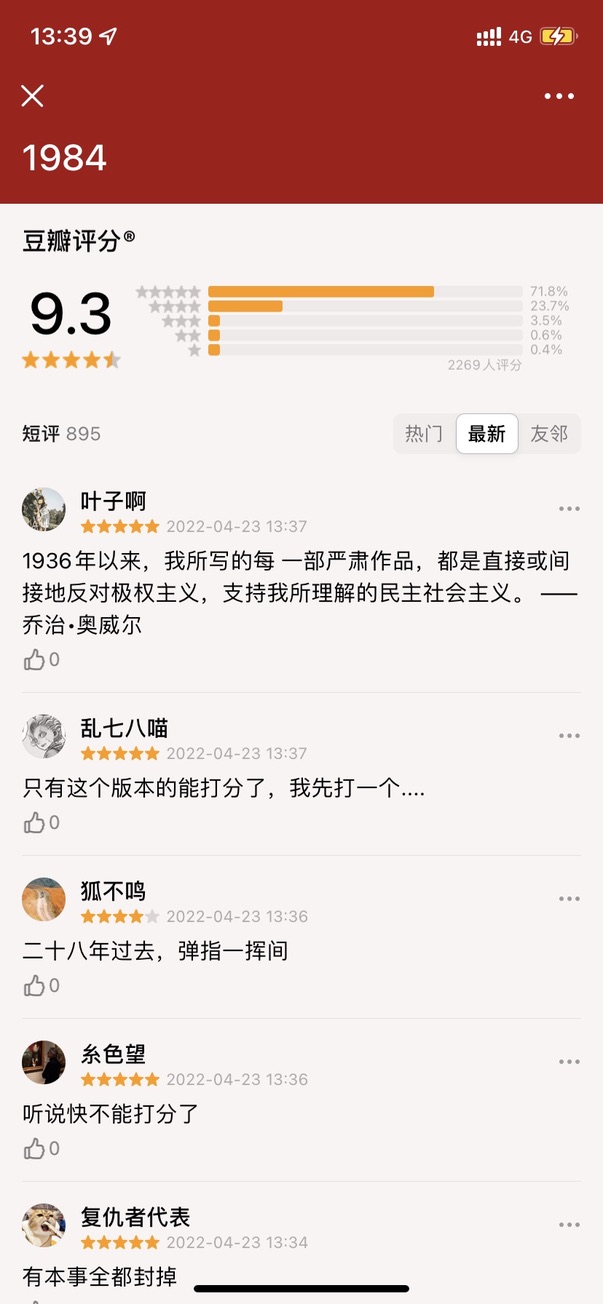 13:39
4G
1984
豆瓣评分®
9.3
71.8%
23.7%
3.5%
0.6%
0.4%
2269人评分
短评 895
热门 最新 友邻
叶子啊
2022-04-23 13:37
1936年以来，我所写的每 一部严肃作品，都是直接或间
接地反对极权主义，支持我所理解的民主社会主义。 ——
乔治·奥威尔
0
乱七八喵
2022-04-23 13:37
只有这个版本的能打分了，我先打一个....
0
狐不鸣
2022-04-23 13:36
二十八年过去，弹指一挥间
0
糸色望
2022-04-23 13:36
听说快不能打分了
0
复仇者代表
2022-04-23 13:34
有本事全都封掉